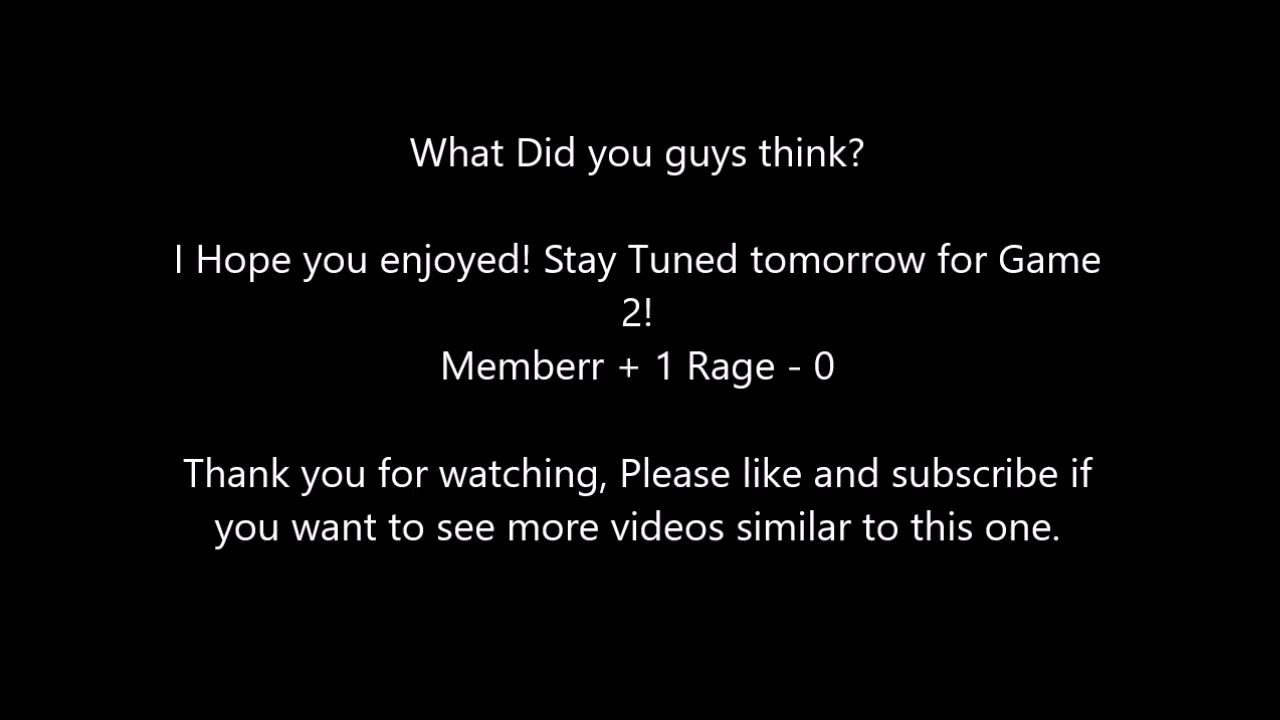 What Did you guys think?
I Hope you enjoyed! Stay Tuned tomorrow for Game
2!
Memberr + 1 Rage - 0
Thank you for watching, Please like and subscribe if
you want to see more videos similar to this one.